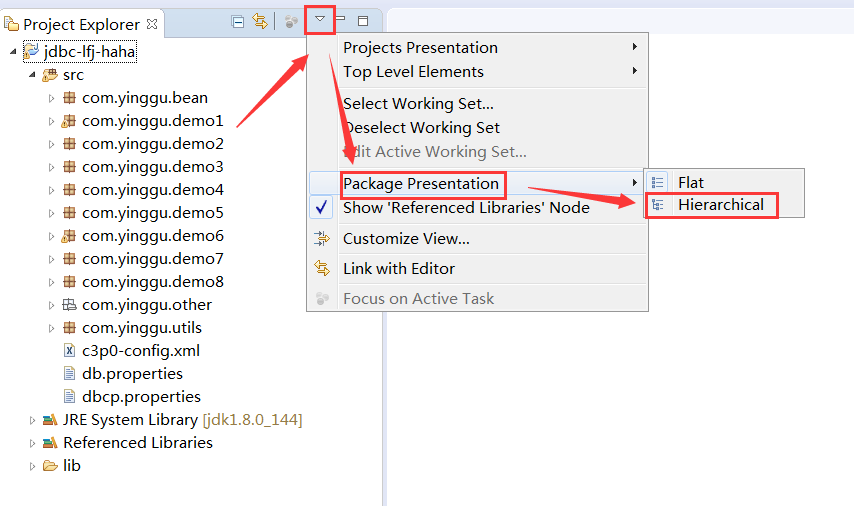 Project Explorer
jdbc-lfj-haha
src
com.yinggu.bean
com.yinggu.demo1
com.yinggu.demo2
com.yinggu.demo3
com.yinggu.demo4
com.yinggu.demo5
com.yinggu.demo6
com.yinggu.demo7
com.yinggu.demo8
com.yinggu.other
com.yinggu.utils
c3p0-config.xml
db.properties
dbcp.properties
JRE System Library [jdk1.8.0_144]
Referenced Libraries
lib
Projects Presentation
Top Level Elements
Select Working Set...
Deselect Working Set
Edit Active Working Set...
Package Presentation
Show 'Referenced Libraries' Node
Customize View...
Link with Editor
Focus on Active Task
Flat
Hierarchical